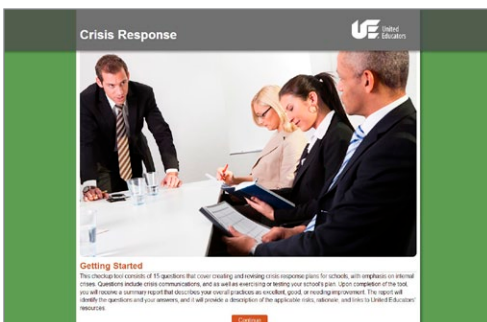 Crisis Response
United
Educators
Getting Started
This checkup tool consists of 15 questions that cover creating and revising crisis response plans for schools, with emphasis on internal
crises. Questions include crisis communications, and as well as exercising or testing your school's plan. Upon completion of the tool,
you will receive a summary report that describes your overall practices as excellent, good, or needing improvement. The report will
identify the questions and your answers, and it will provide a description of the applicable risks, rationale, and links to United Educators'
resources.
Continue